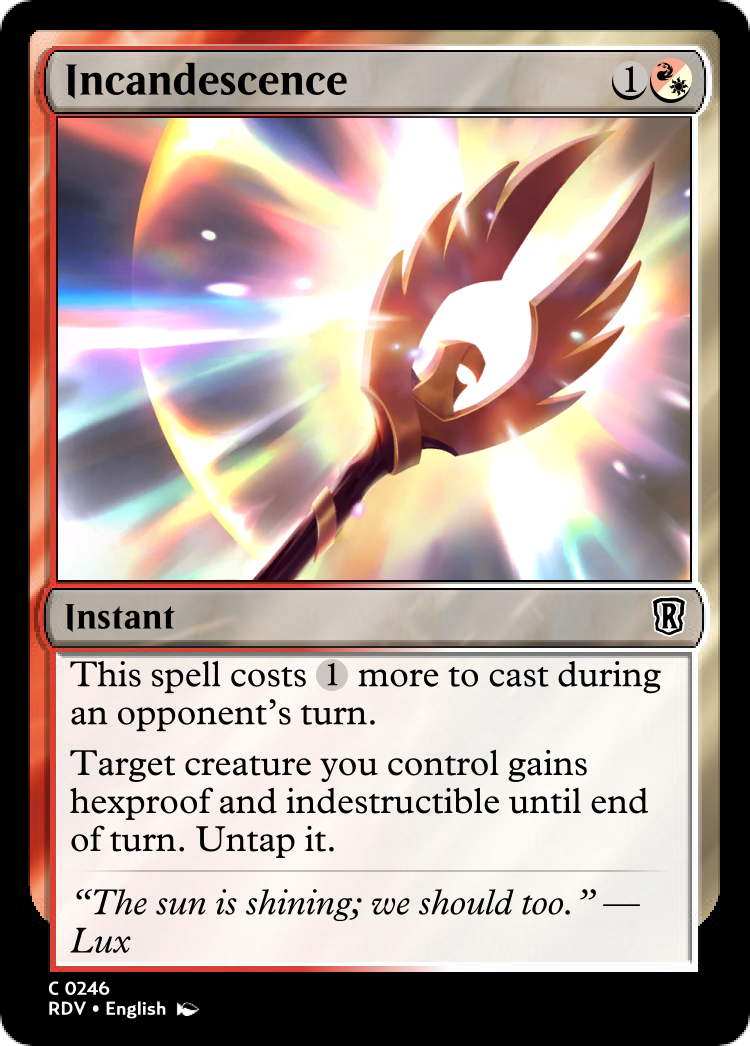 Incandescence 1
Instant R
This spell costs 1 more to cast during
an opponent's turn.
Target creature you control gains
hexproof and indestructible until end
of turn. Untap it.
“The sun is shining; we should too.” —
Lux
C 0246
RDV • English